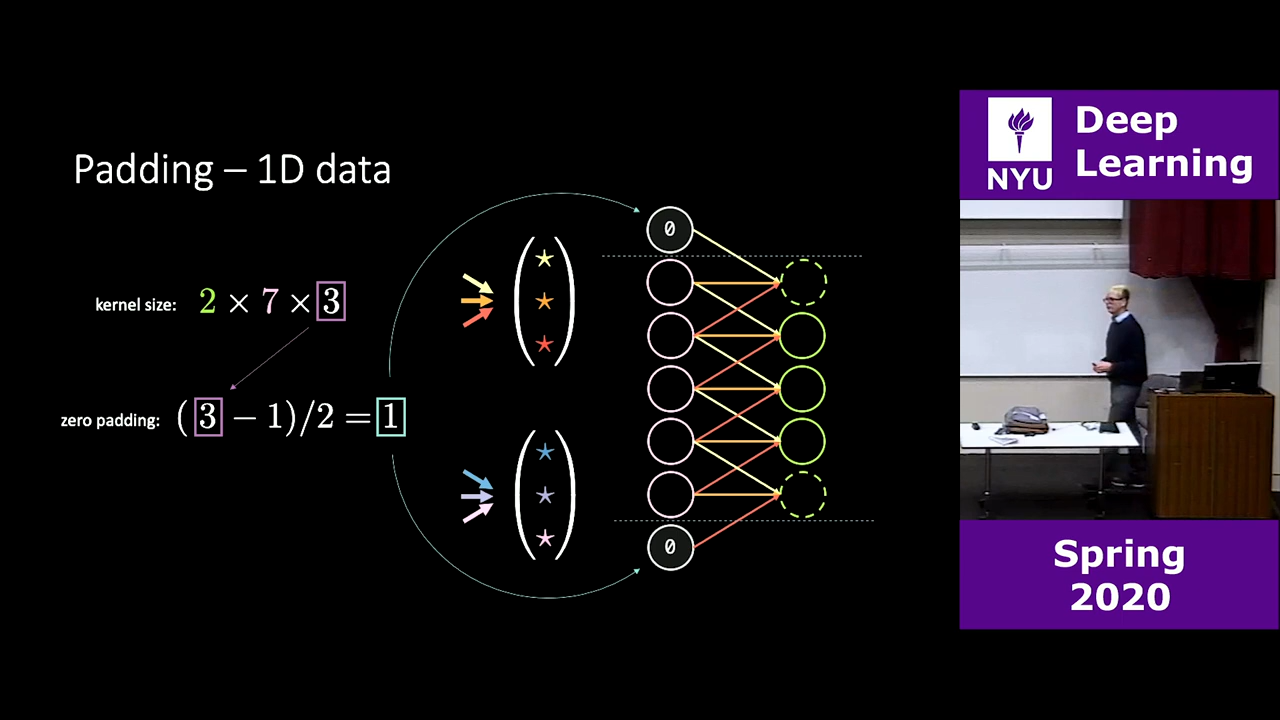 Padding – 1D data
kernel size: 2 × 7 × 3
zero padding: (3 − 1)/2 = 1
0
0
NYU
Deep
Learning
Spring
2020